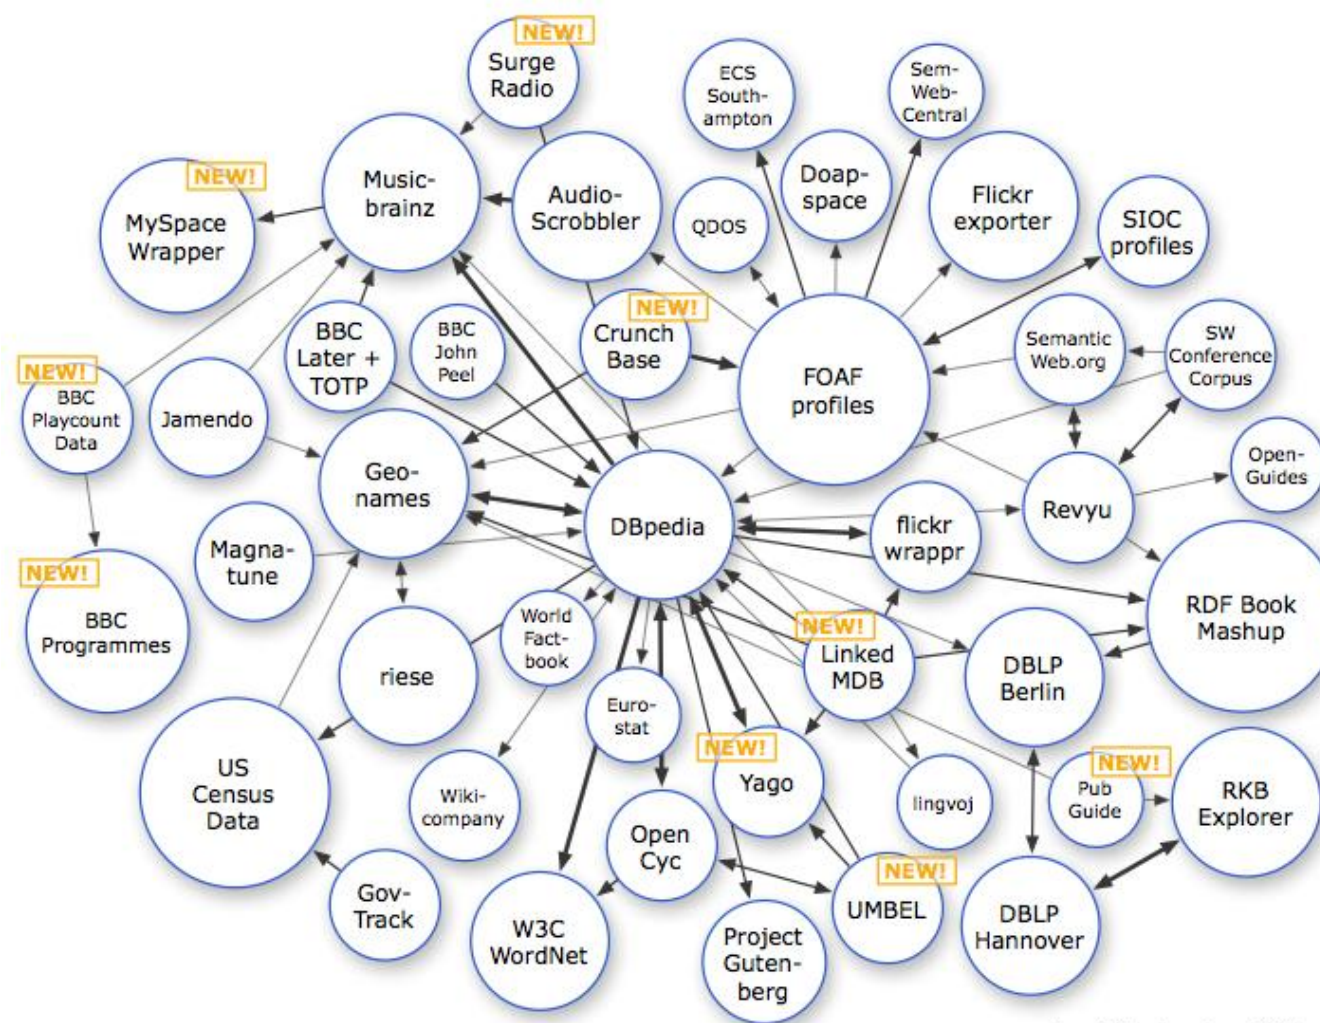 NEW!
Surge
Radio
ECS
South-
ampton
Sem-
Web-
Central
NEW!
MySpace
Wrapper
Music-
brainz
Audio-
Scrobbler
QDOS
Doap-
space
Flickr
exporter
SIOC
profiles
BBC
Later +
TOTP
BBC
John
Peel
NEW!
Crunch
Base
FOAF
profiles
Semantic
Web.org
SW
Conference
Corpus
NEW!
BBC
Playcount
Data
Jamendo
Geo-
names
DBpedia
flickr
wrappr
Revyu
Open-
Guides
Magna-
tune
NEW!
BBC
Programmes
riese
World
Fact-
book
Euro-
stat
NEW!
Linked
MDB
DBLP
Berlin
RDF Book
Mashup
US
Census
Data
Wiki-
company
Open
Cyc
NEW!
Yago
lingvoj
NEW!
Pub
Guide
RKB
Explorer
Gov-
Track
W3C
WordNet
Project
Guten-
berg
NEW!
UMBEL
DBLP
Hannover